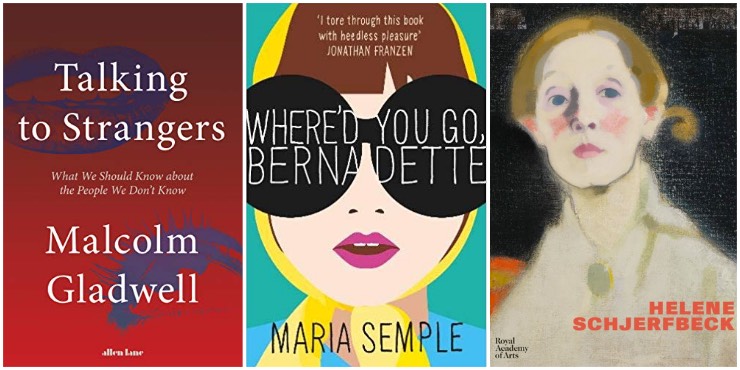 Talking
to Strangers
What We Should Know about
the People We Don't Know
Malcolm
Gladwell
allen lane
'I tore through this book
with heedless pleasure'
JONATHAN FRANZEN
WHERE'D YOU GO,
BERNADETTE
MARIA SEMPLE
HELENE
SCHJERFBECK
Royal
Academy
of Arts